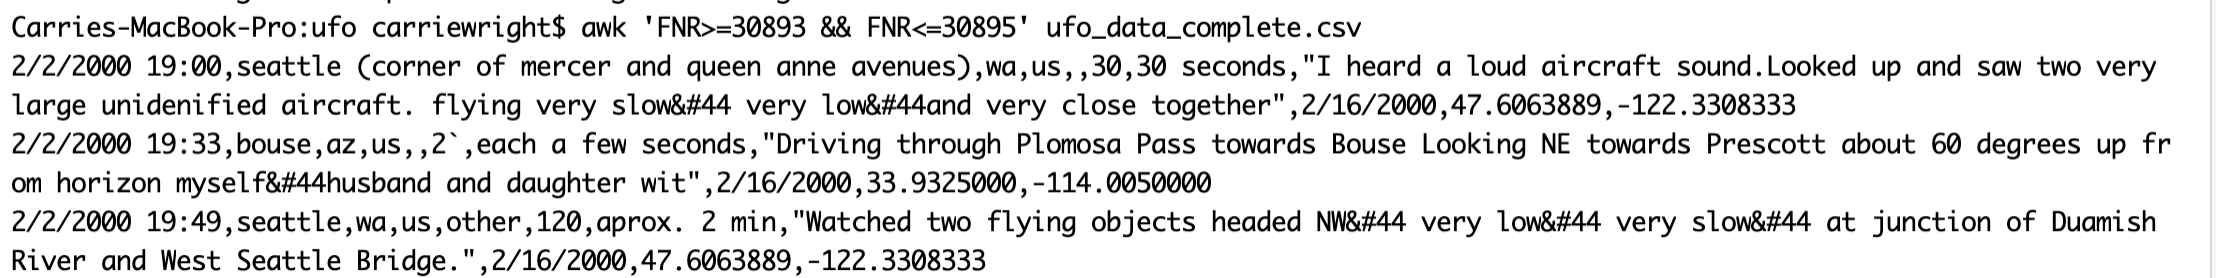 Carries-MacBook-Pro:ufo carriewright$ awk 'FNR>=30893 && FNR<=30895' ufo_data_complete.csv
2/2/2000 19:00,seattle (corner of mercer and queen anne avenues),wa,us,,30,30 seconds,"I heard a loud aircraft sound.Looked up and saw two very
large unidenified aircraft. flying very slow&#44 very low&#44and very close together",2/16/2000,47.6063889,-122.3308333
2/2/2000 19:33,bouse,az,us,,2`,each a few seconds,"Driving through Plomosa Pass towards Bouse Looking NE towards Prescott about 60 degrees up fr
om horizon myself&#44husband and daughter wit",2/16/2000,33.9325000,-114.0050000
2/2/2000 19:49,seattle,wa,us,other,120,aprox. 2 min,"Watched two flying objects headed NW&#44 very low&#44 very slow&#44 at junction of Duamish
River and West Seattle Bridge.",2/16/2000,47.6063889,-122.3308333